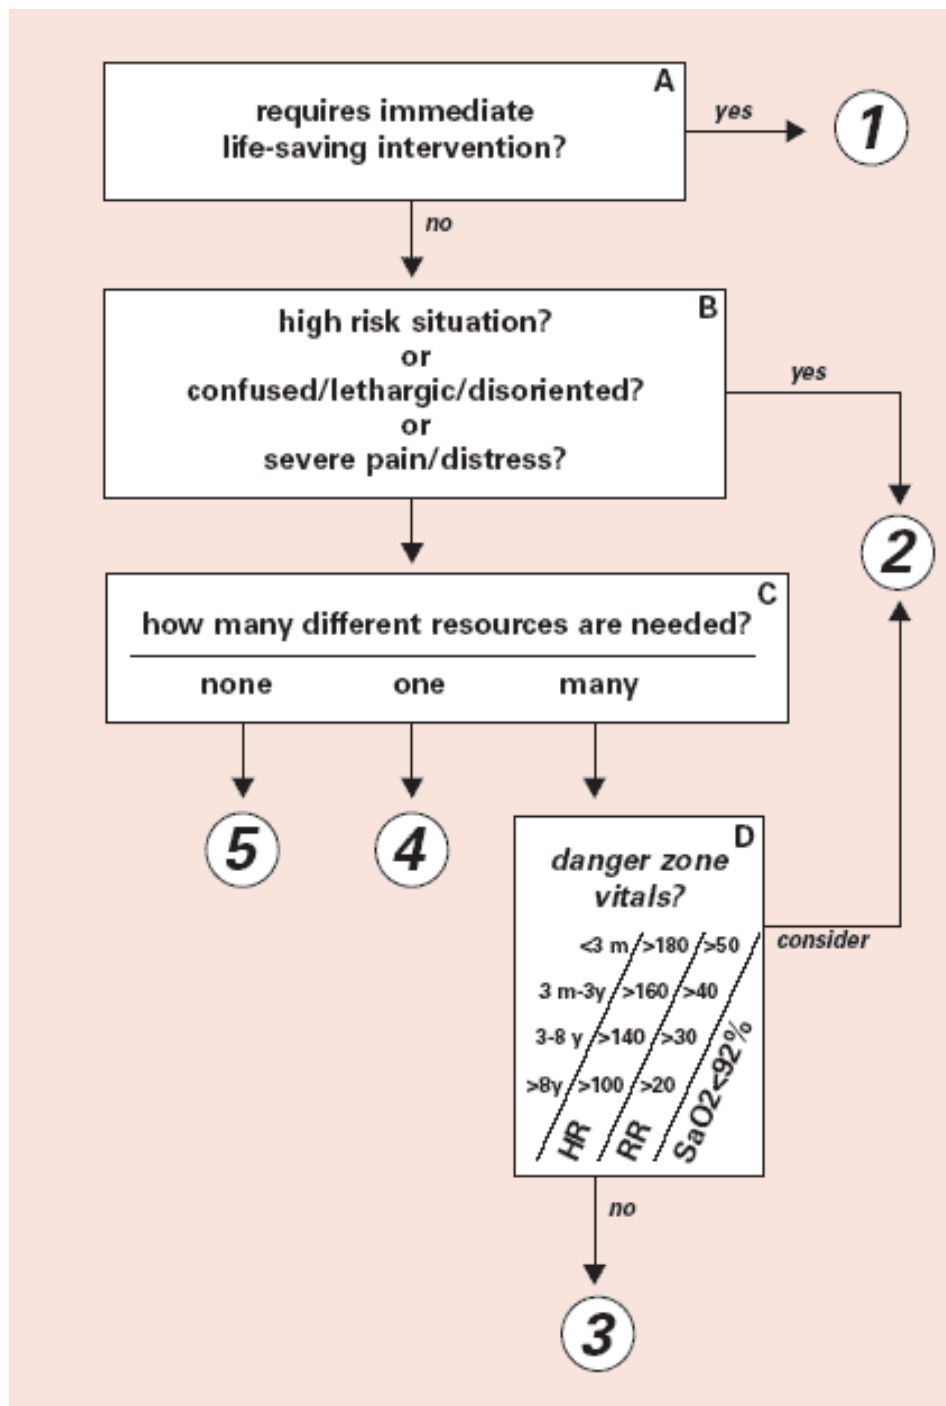 A
requires immediate
life-saving intervention?
yes
1
no
B
high risk situation?
or
confused/lethargic/disoriented?
or
severe pain/distress?
yes
2
C
how many different resources are needed?
none one many
5
4
D
danger zone
vitals?
<3 m >180 >50
3 m-3y >160 >40
3-8 y >140 >30
>8y >100 >20
HR RR SaO2<92%
consider
no
3